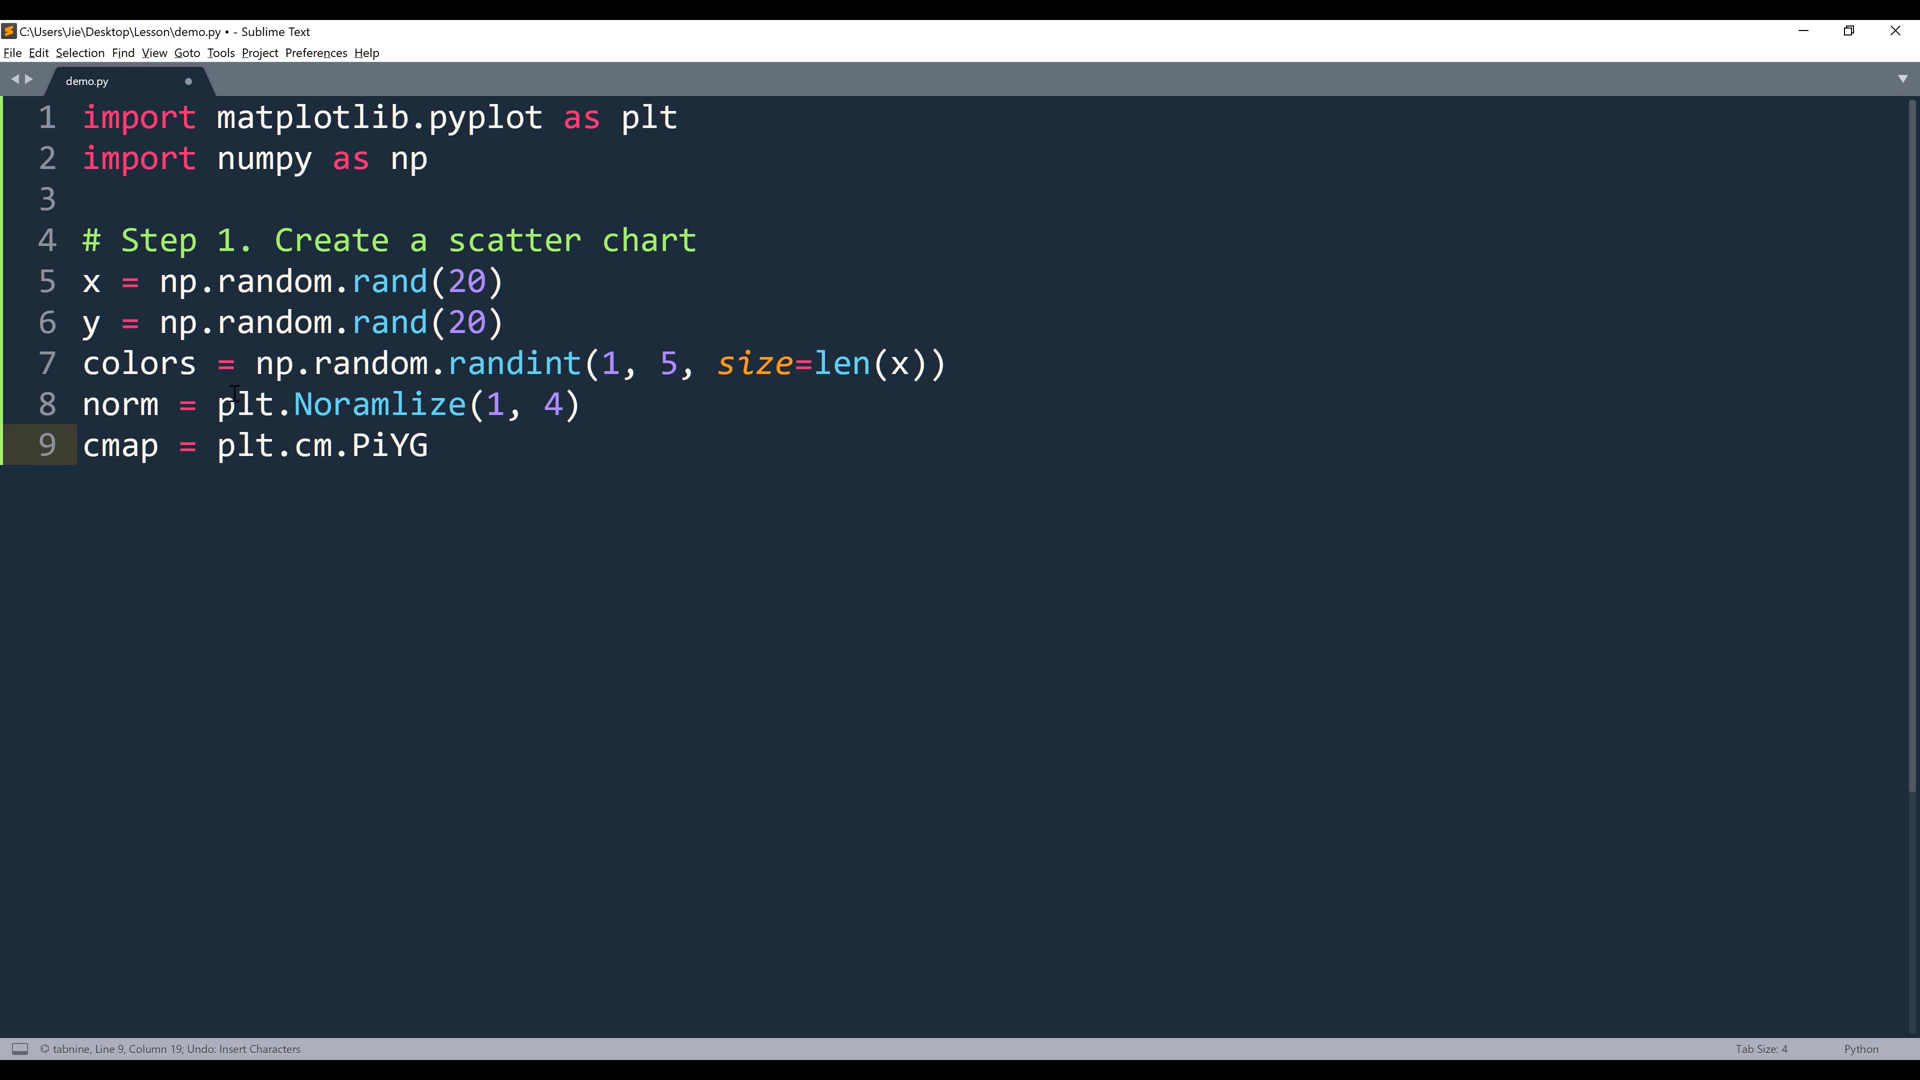 C:\Users\Jie\Desktop\Lesson\demo.py • - Sublime Text
File Edit Selection Find View Goto Tools Project Preferences Help
demo.py
1 import matplotlib.pyplot as plt
2 import numpy as np
3
4 # Step 1. Create a scatter chart
5 x = np.random.rand(20)
6 y = np.random.rand(20)
7 colors = np.random.randint(1, 5, size=len(x))
8 norm = plt.Noramlize(1, 4)
9 cmap = plt.cm.PiYG
tabnine, Line 9, Column 19; Undo: Insert Characters Tab Size: 4 Python